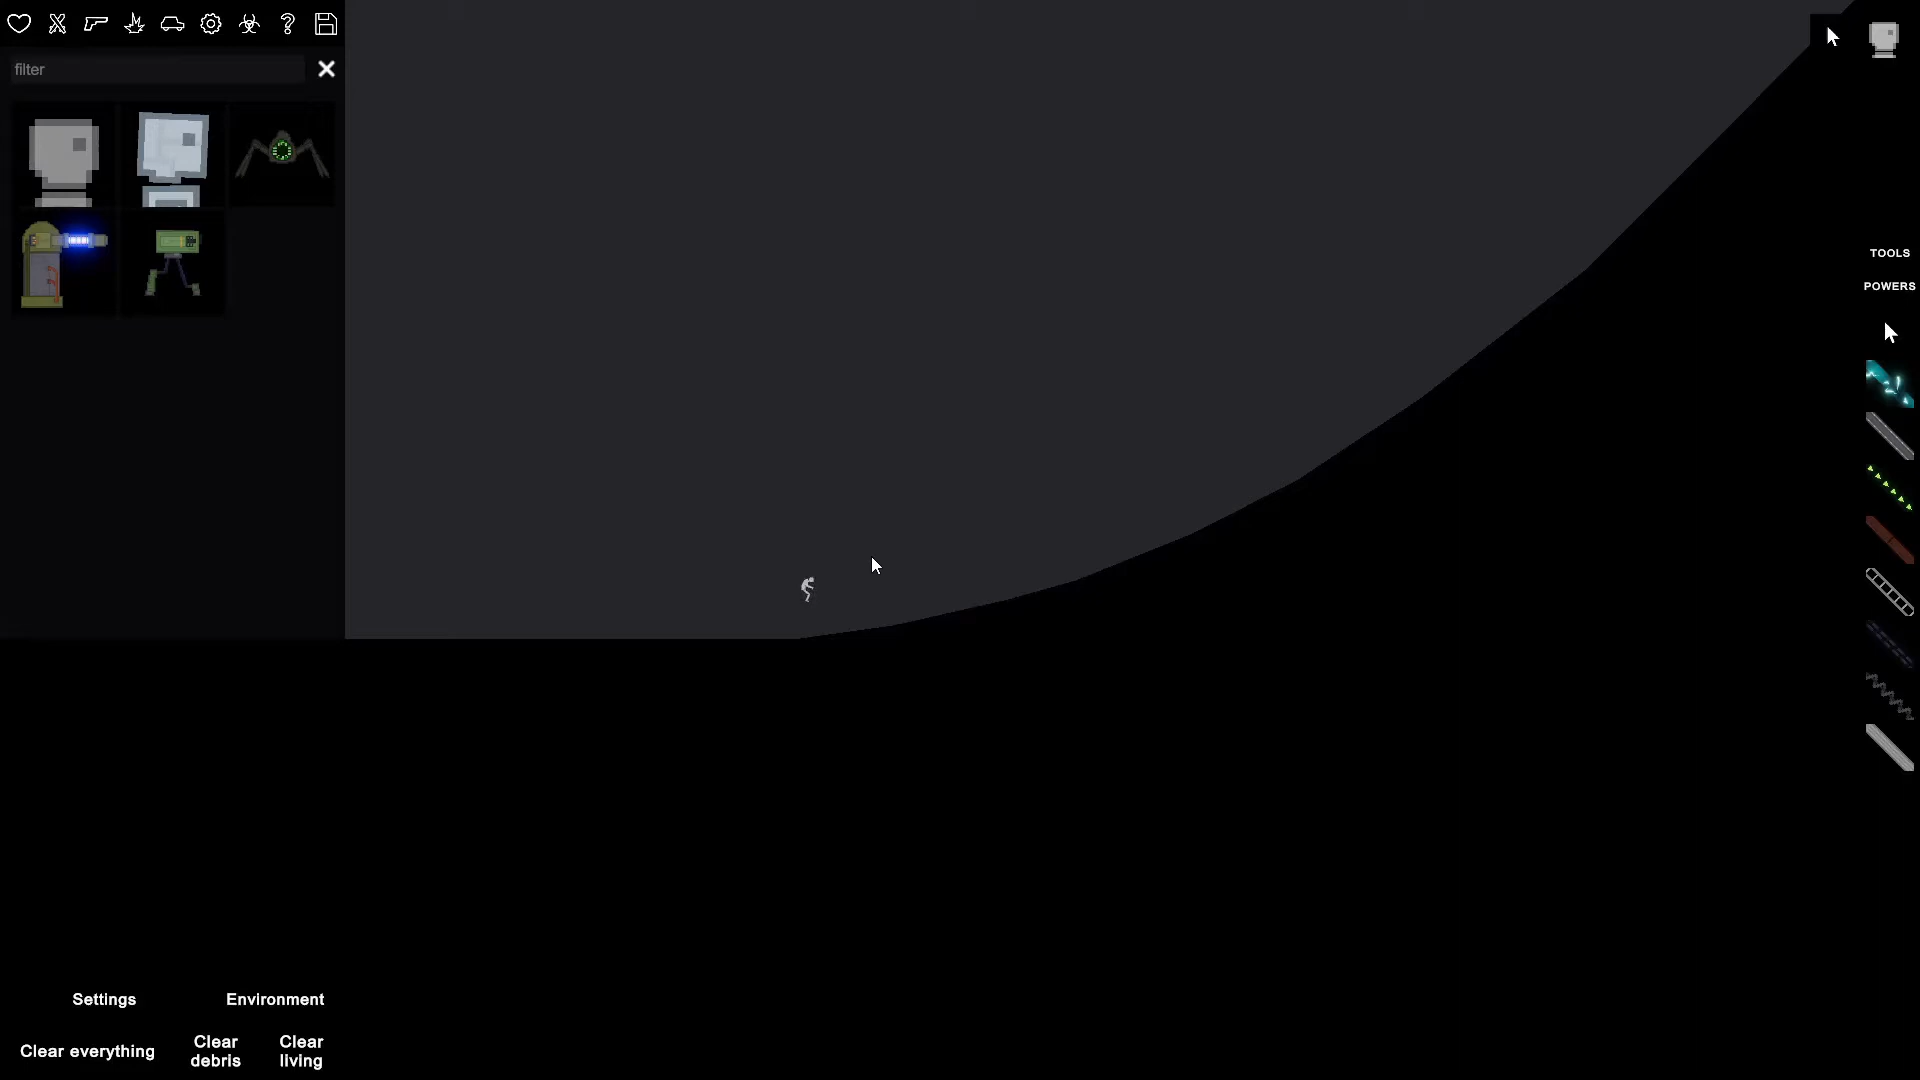 filter
TOOLS
POWERS
Settings
Environment
Clear everything
Clear
debris
Clear
living